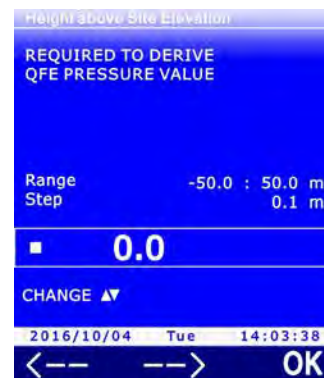 Height above Site Elevation
REQUIRED TO DERIVE
QFE PRESSURE VALUE
Range -50.0 : 50.0 m
Step 0.1 m
0.0
CHANGE ▲▼
2016/10/04 Tue 14:03:38
<-- --> OK